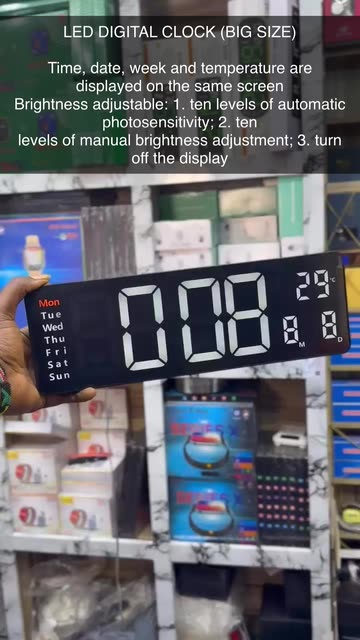 LED DIGITAL CLOCK (BIG SIZE)
Time, date, week and temperature are
displayed on the same screen
Brightness adjustable: 1. ten levels of automatic
photosensitivity; 2. ten
levels of manual brightness adjustment; 3. turn
off the display
Mon
Tue
Wed
Thu
Fri
Sat
Sun
0 08
29°C
8M 8D